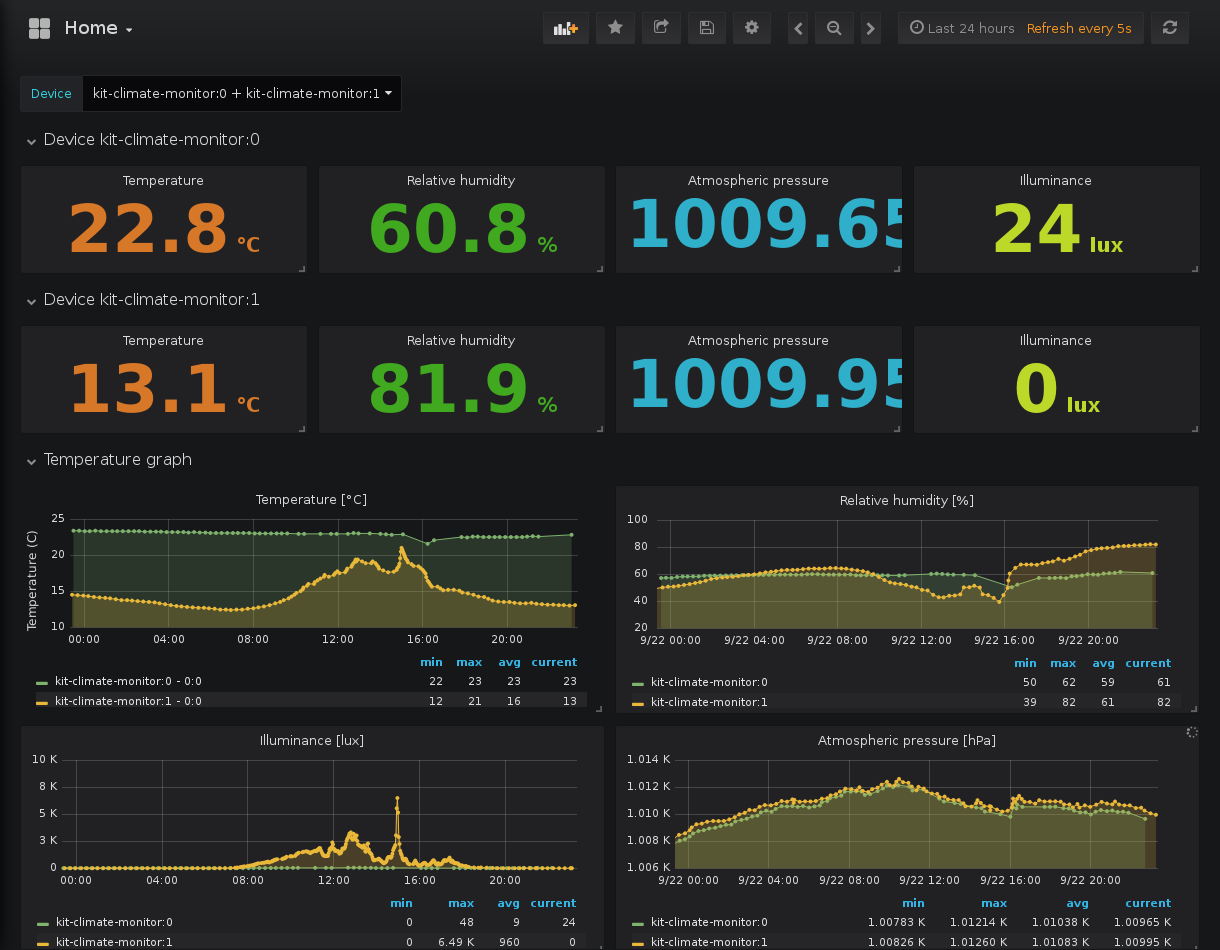 Home
Last 24 hours Refresh every 5s
Device kit-climate-monitor:0 + kit-climate-monitor:1
Device kit-climate-monitor:0
Temperature Relative humidity Atmospheric pressure Illuminance
22.8 °C 60.8 % 1009.65 24 lux
Device kit-climate-monitor:1
Temperature Relative humidity Atmospheric pressure Illuminance
13.1 °C 81.9 % 1009.95 0 lux
Temperature graph
Temperature [°C]
Temperature (C)
25
20
15
10
00:00 04:00 08:00 12:00 16:00 20:00
min max avg current
kit-climate-monitor:0 - 0:0 22 23 23 23
kit-climate-monitor:1 - 0:0 12 21 16 13
Relative humidity [%]
100
80
60
40
20
9/22 00:00 9/22 04:00 9/22 08:00 9/22 12:00 9/22 16:00 9/22 20:00
min max avg current
kit-climate-monitor:0 50 62 59 61
kit-climate-monitor:1 39 82 61 82
Illuminance [lux]
10 K
8 K
5 K
3 K
0
00:00 04:00 08:00 12:00 16:00 20:00
min max avg current
kit-climate-monitor:0 0 48 9 24
kit-climate-monitor:1 0 6.49 K 960 0
Atmospheric pressure [hPa]
1.014 K
1.012 K
1.010 K
1.008 K
1.006 K
9/22 00:00 9/22 04:00 9/22 08:00 9/22 12:00 9/22 16:00 9/22 20:00
min max avg current
kit-climate-monitor:0 1.00783 K 1.01214 K 1.01038 K 1.00965 K
kit-climate-monitor:1 1.00826 K 1.01260 K 1.01083 K 1.00995 K